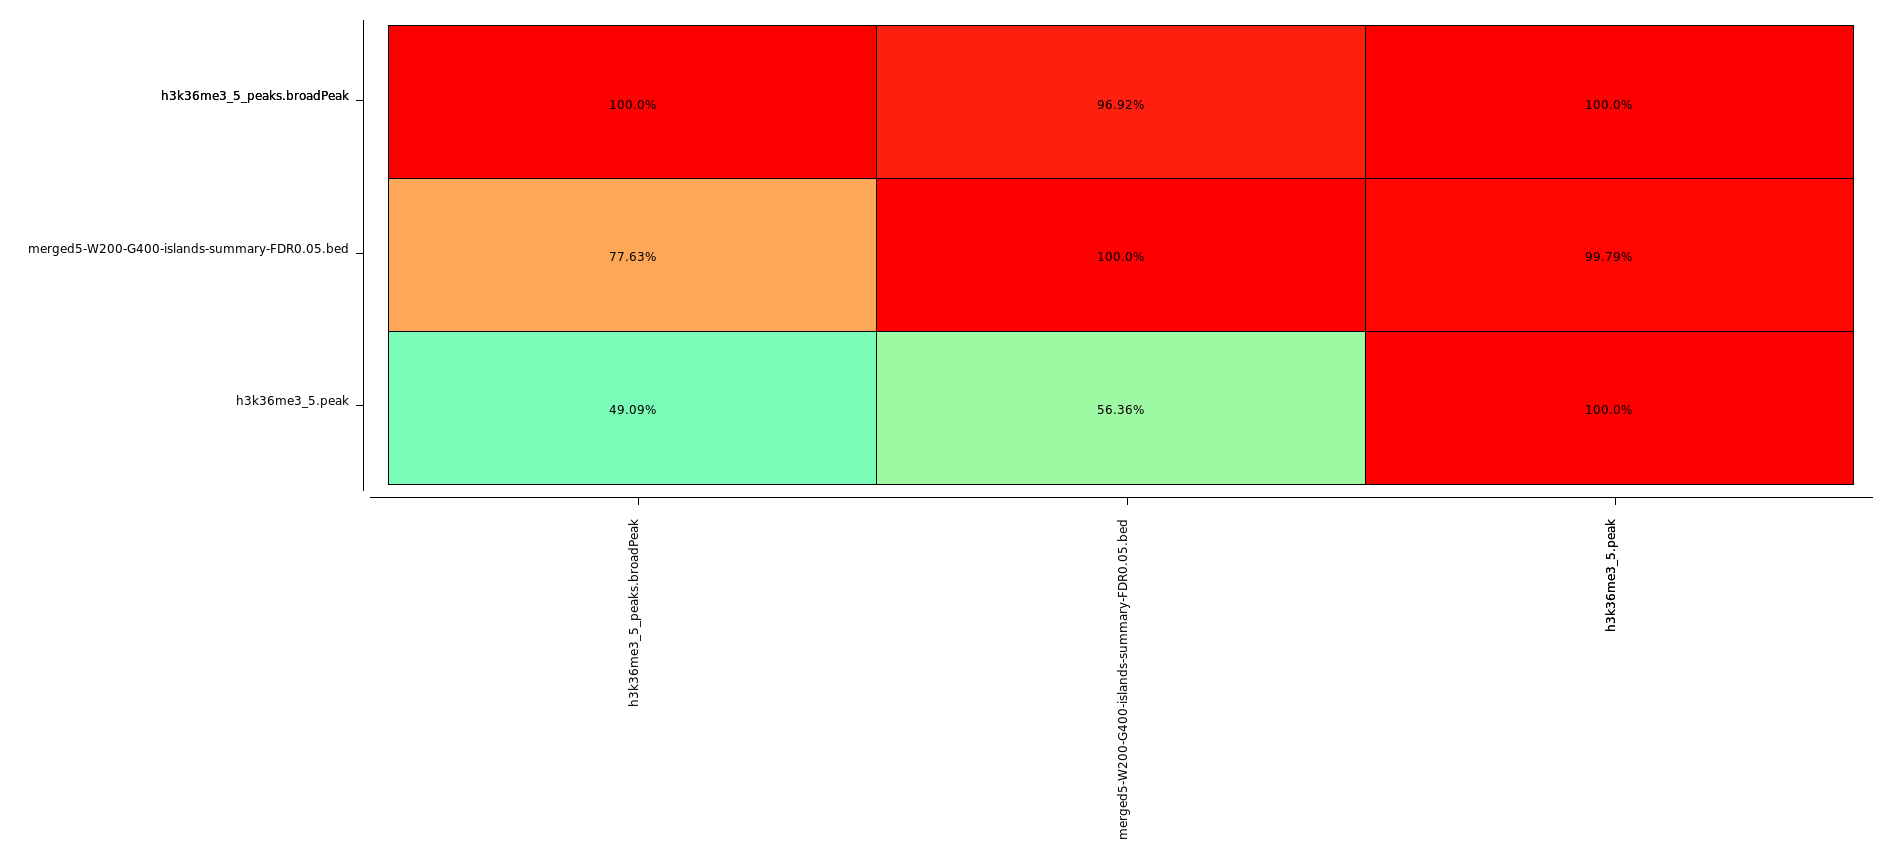 h3k36me3_5_peaks.broadPeak
100.0%
96.92%
100.0%
merged5-W200-G400-islands-summary-FDR0.05.bed
77.63%
100.0%
99.79%
h3k36me3_5.peak
49.09%
56.36%
100.0%
h3k36me3_5_peaks.broadPeak
merged5-W200-G400-islands-summary-FDR0.05.bed
h3k36me3_5.peak